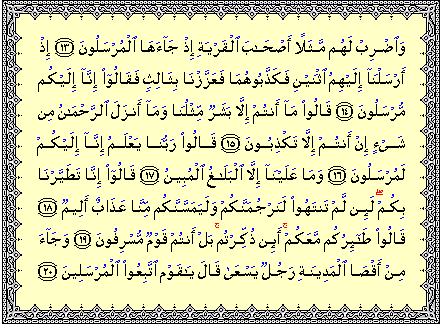 وَٱضْرِبْ لَهُم مَّثَلًا أَصْحَـٰبَ ٱلْقَرْيَةِ إِذْ جَآءَهَا ٱلْمُرْسَلُونَ ﴿١٣﴾ إِذْ
أَرْسَلْنَآ إِلَيْهِمُ ٱثْنَيْنِ فَكَذَّبُوهُمَا فَعَزَّزْنَا بِثَالِثٍ فَقَالُوٓا۟ إِنَّآ إِلَيْكُم
مُّرْسَلُونَ ﴿١٤﴾ قَالُوا۟ مَآ أَنتُمْ إِلَّا بَشَرٌ مِّثْلُنَا وَمَآ أَنزَلَ ٱلرَّحْمَـٰنُ مِن
شَىْءٍ إِنْ أَنتُمْ إِلَّا تَكْذِبُونَ ﴿١٥﴾ قَالُوا۟ رَبُّنَا يَعْلَمُ إِنَّآ إِلَيْكُمْ
لَمُرْسَلُونَ ﴿١٦﴾ وَمَا عَلَيْنَآ إِلَّا ٱلْبَلَـٰغُ ٱلْمُبِينُ ﴿١٧﴾ قَالُوٓا۟ إِنَّا تَطَيَّرْنَا
بِكُمْ ۖ لَئِن لَّمْ تَنتَهُوا۟ لَنَرْجُمَنَّكُمْ وَلَيَمَسَّنَّكُم مِّنَّا عَذَابٌ أَلِيمٌ ﴿١٨﴾
قَالُوا۟ طَـٰٓئِرُكُم مَّعَكُمْ ۚ أَئِن ذُكِّرْتُم ۚ بَلْ أَنتُمْ قَوْمٌ مُّسْرِفُونَ ﴿١٩﴾ وَجَآءَ
مِنْ أَقْصَا ٱلْمَدِينَةِ رَجُلٌ يَسْعَىٰ قَالَ يَـٰقَوْمِ ٱتَّبِعُوا۟ ٱلْمُرْسَلِينَ ﴿٢٠﴾